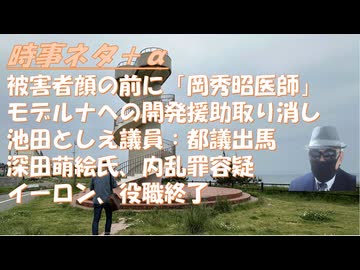 時事ネタ＋α
被害者顔の前に「岡秀昭医師」
モデルナへの開発援助取り消し
池田としえ議員：都議出馬
深田萌絵氏、内乱罪容疑
イーロン、役職終了